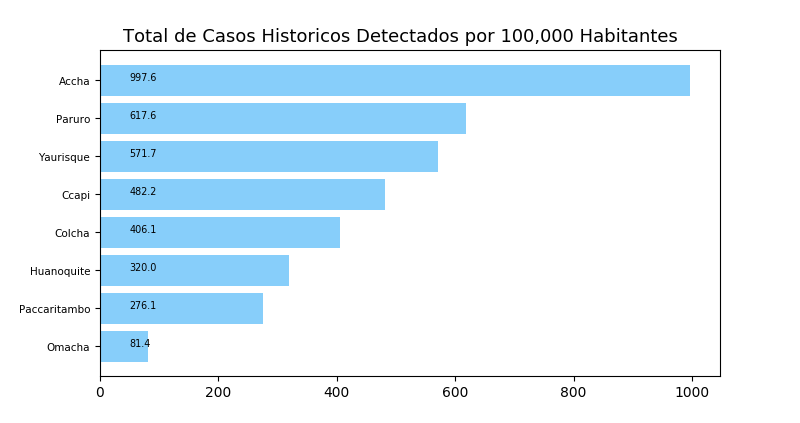 Total de Casos Historicos Detectados por 100,000 Habitantes
Accha 997.6
Paruro 617.6
Yaurisque 571.7
Ccapi 482.2
Colcha 406.1
Huanoquite 320.0
Paccaritambo 276.1
Omacha 81.4
0 200 400 600 800 1000